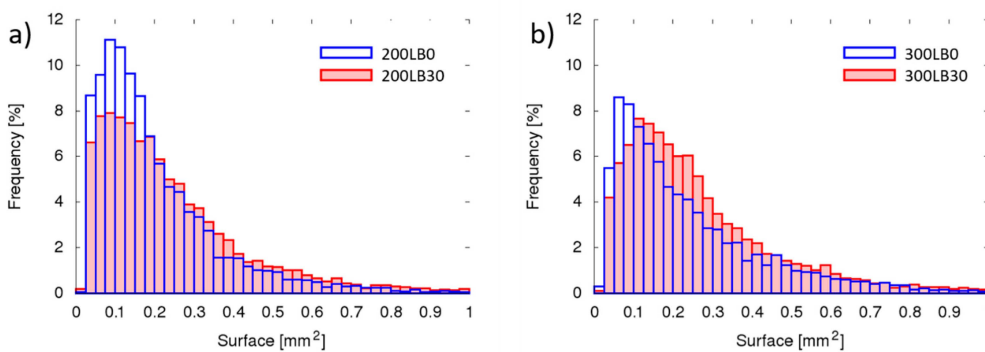 a)
200LB0
200LB30
Frequency [%]
12
10
8
6
4
2
0
0 0.1 0.2 0.3 0.4 0.5 0.6 0.7 0.8 0.9 1
Surface [mm²]
b)
300LB0
300LB30
Frequency [%]
12
10
8
6
4
2
0
0 0.1 0.2 0.3 0.4 0.5 0.6 0.7 0.8 0.9
Surface [mm²]